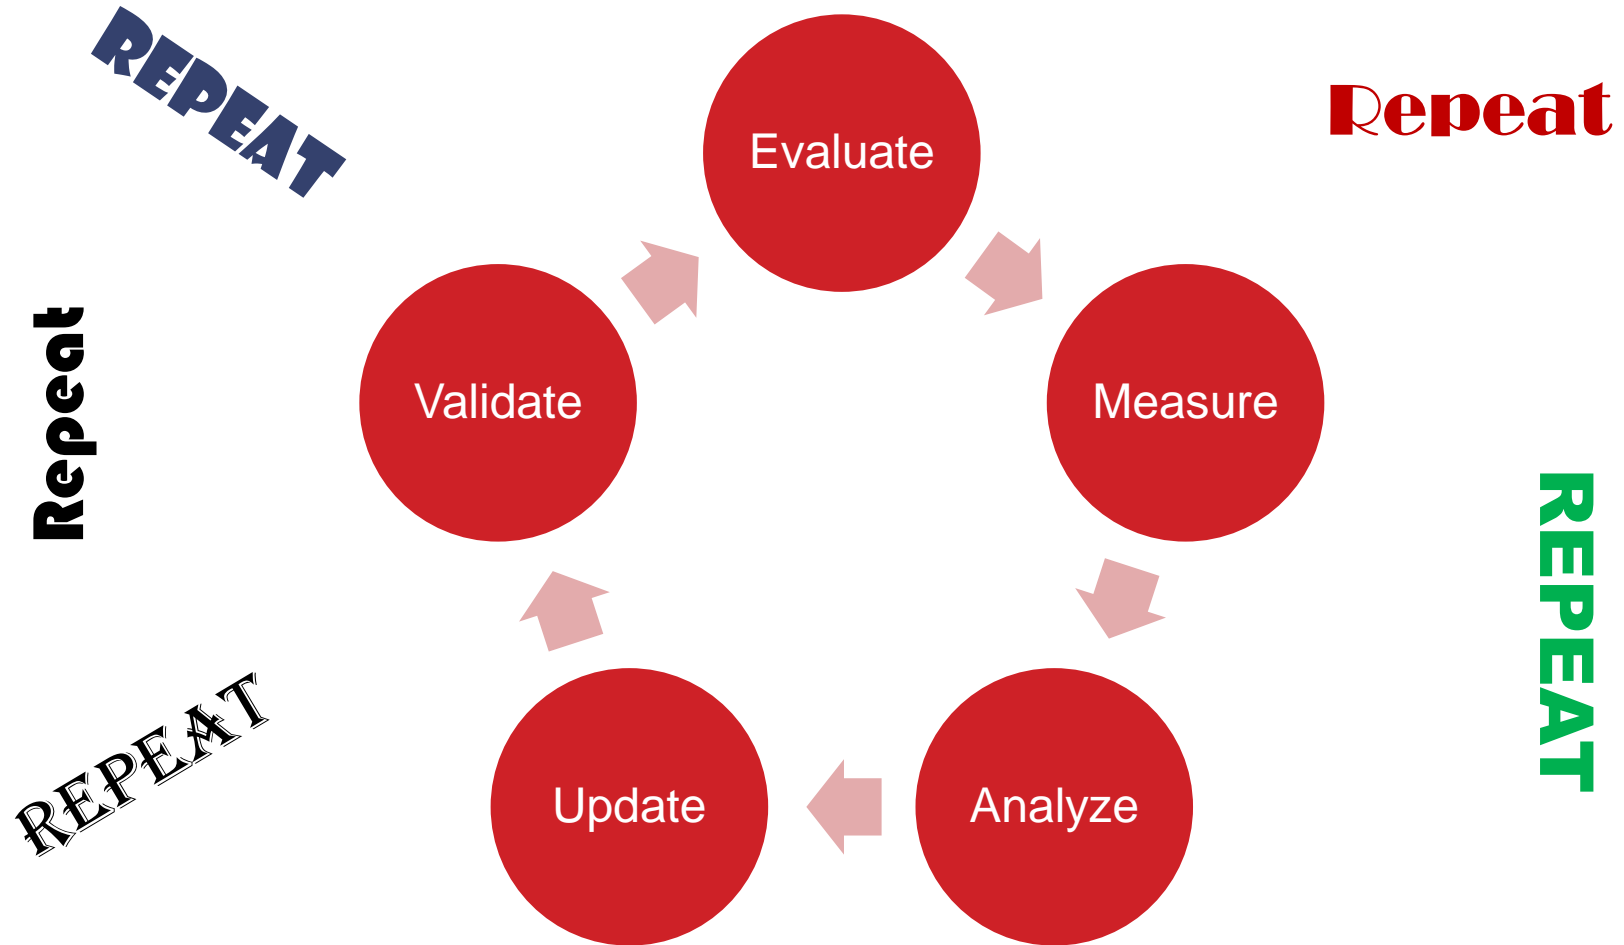 REPEAT
Evaluate
Repeat
Validate
Measure
Repeat
REPEAT
REPEAT
Update
Analyze